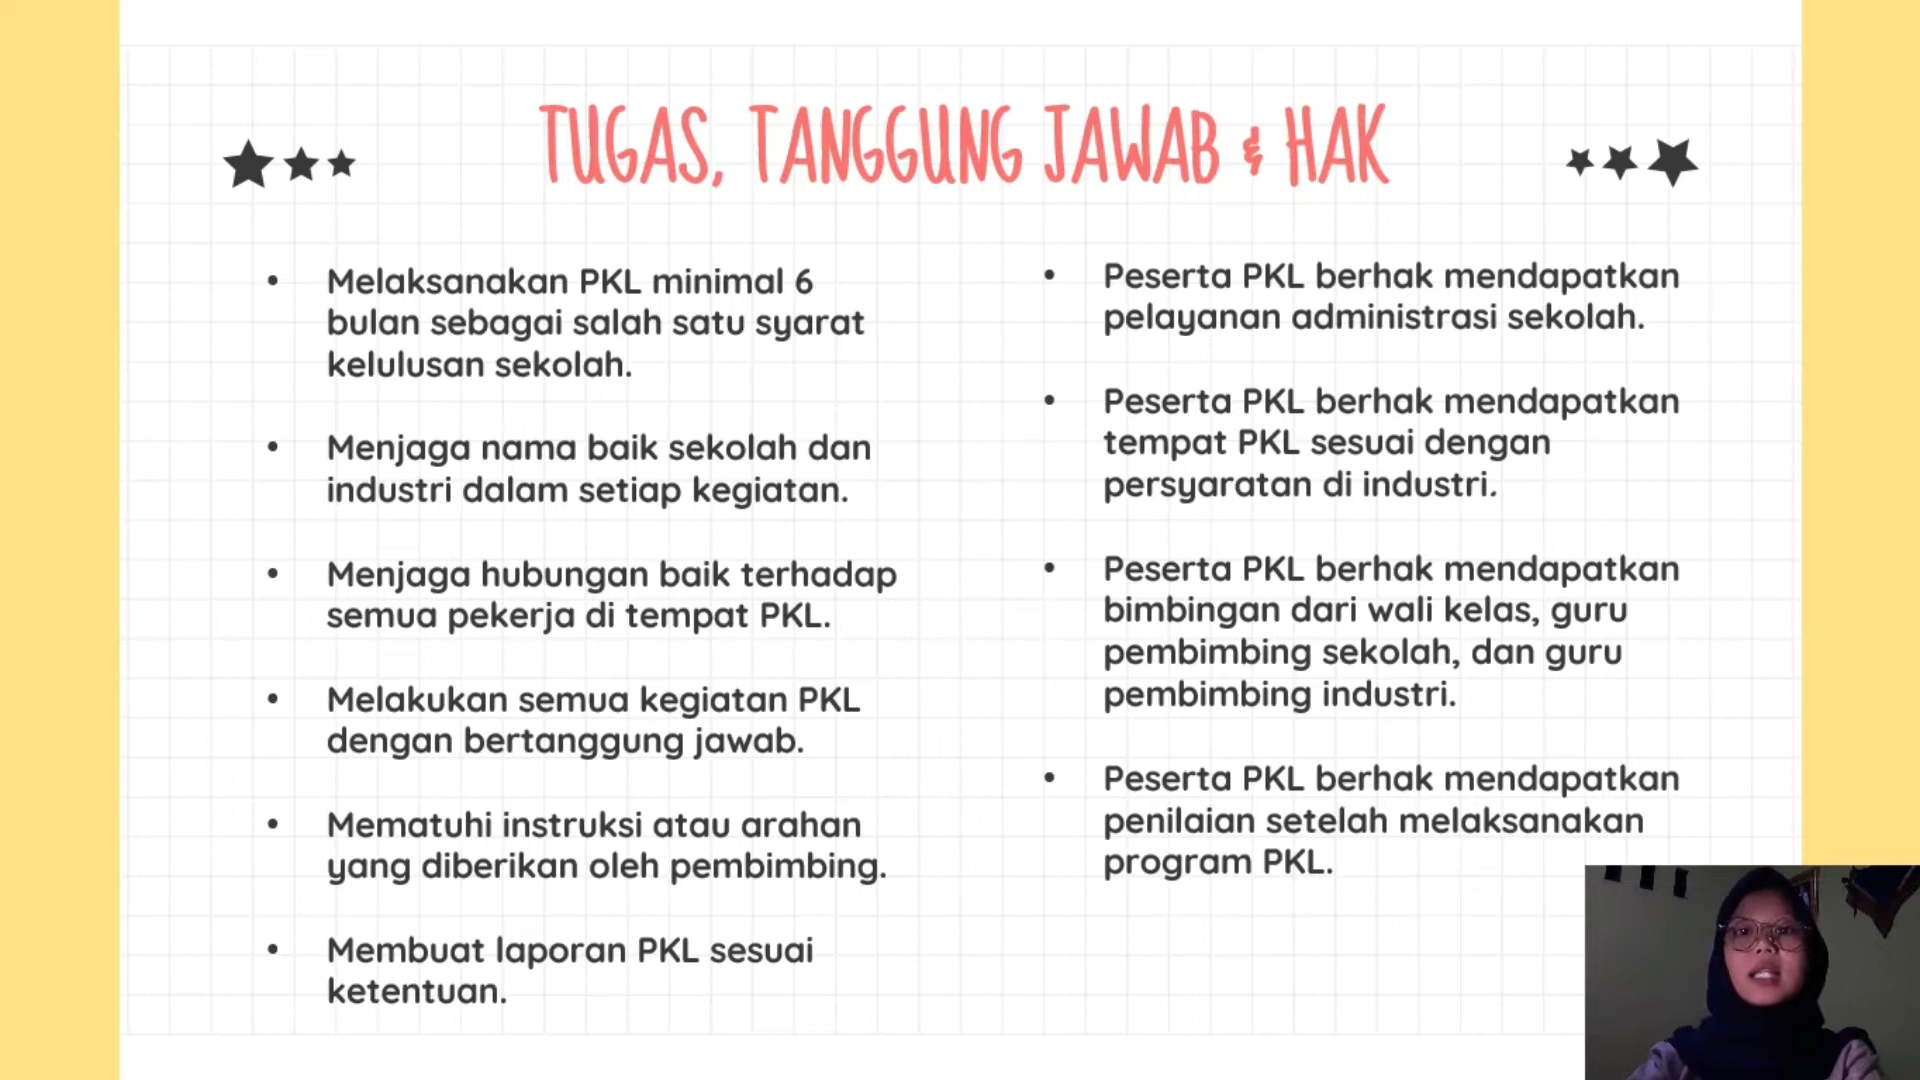 TUGAS, TANGGUNG JAWAB & HAK
• Melaksanakan PKL minimal 6
bulan sebagai salah satu syarat
kelulusan sekolah.
• Menjaga nama baik sekolah dan
industri dalam setiap kegiatan.
• Menjaga hubungan baik terhadap
semua pekerja di tempat PKL.
• Melakukan semua kegiatan PKL
dengan bertanggung jawab.
• Mematuhi instruksi atau arahan
yang diberikan oleh pembimbing.
• Membuat laporan PKL sesuai
ketentuan.
• Peserta PKL berhak mendapatkan
pelayanan administrasi sekolah.
• Peserta PKL berhak mendapatkan
tempat PKL sesuai dengan
persyaratan di industri.
• Peserta PKL berhak mendapatkan
bimbingan dari wali kelas, guru
pembimbing sekolah, dan guru
pembimbing industri.
• Peserta PKL berhak mendapatkan
penilaian setelah melaksanakan
program PKL.